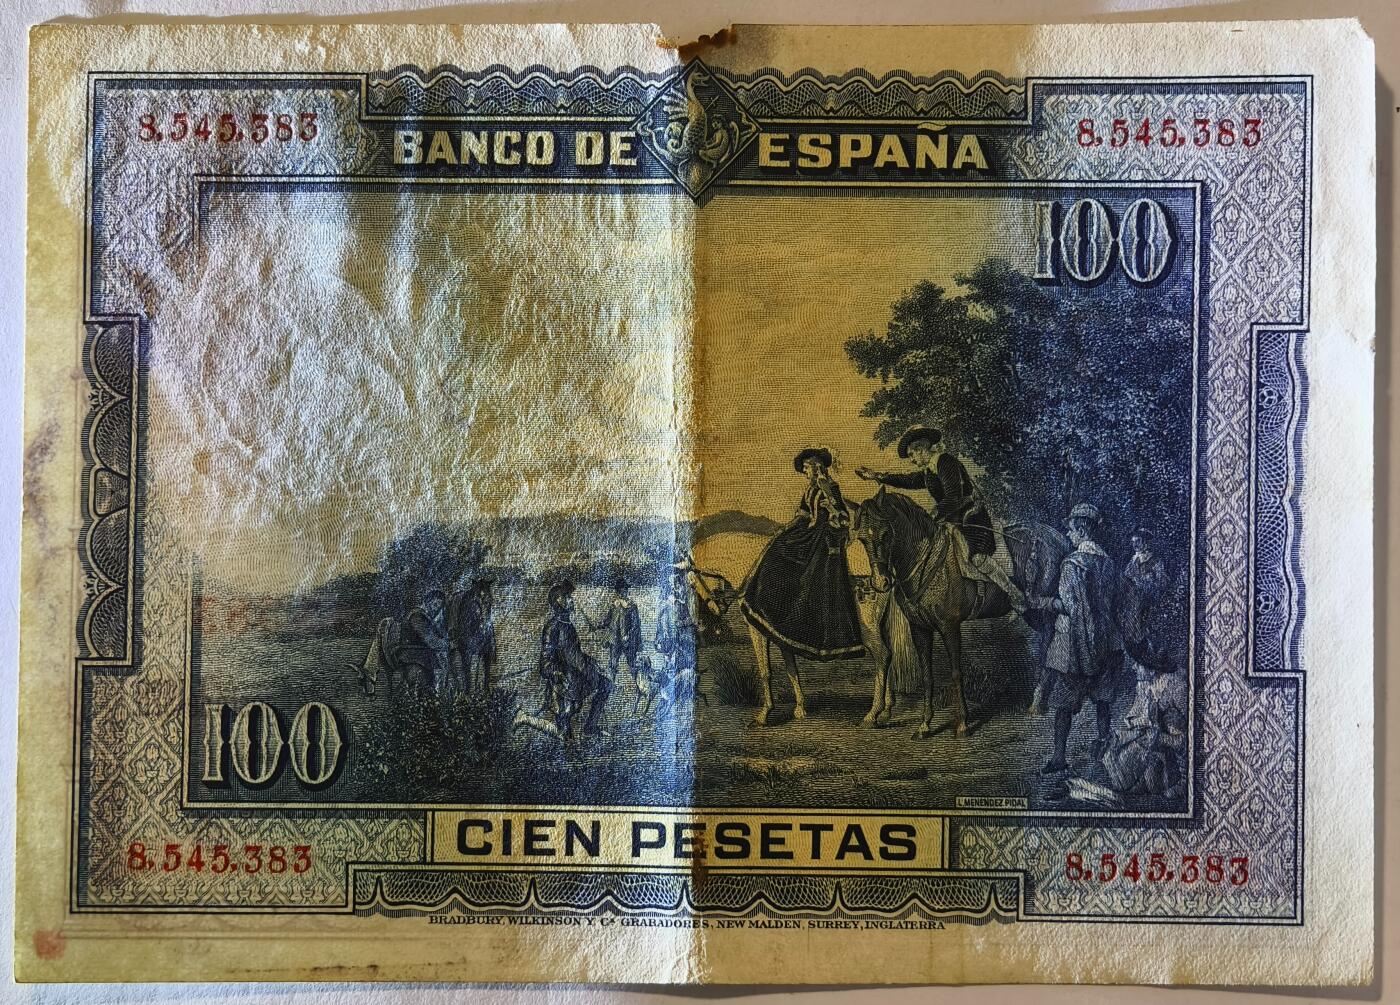 8,545,383
BANCO DE ESPAÑA
8,545,383
100
L. MENENDEZ PIDAL
100
CIEN PESETAS
8,545,383
8,545,383
BRADBURY, WILKINSON Y Cª GRABADORES, NEW MALDEN, SURREY, INGLATERRA